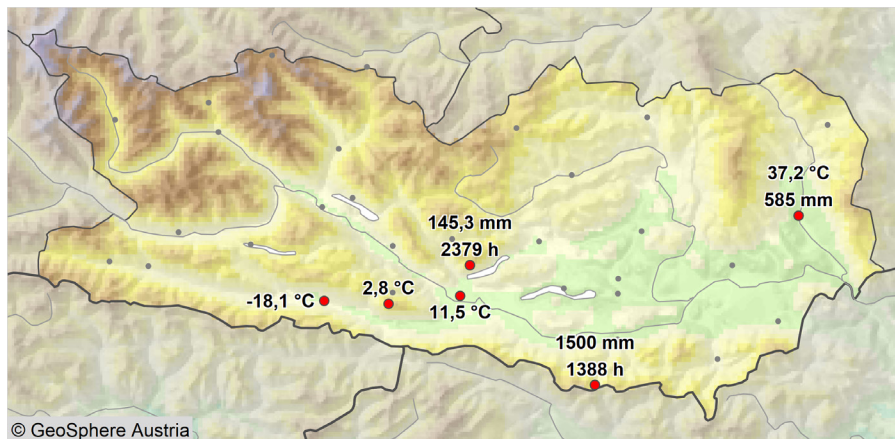 37,2 °C
585 mm
145,3 mm
2379 h
-18,1 °C
2,8 °C
11,5 °C
1500 mm
1388 h
© GeoSphere Austria